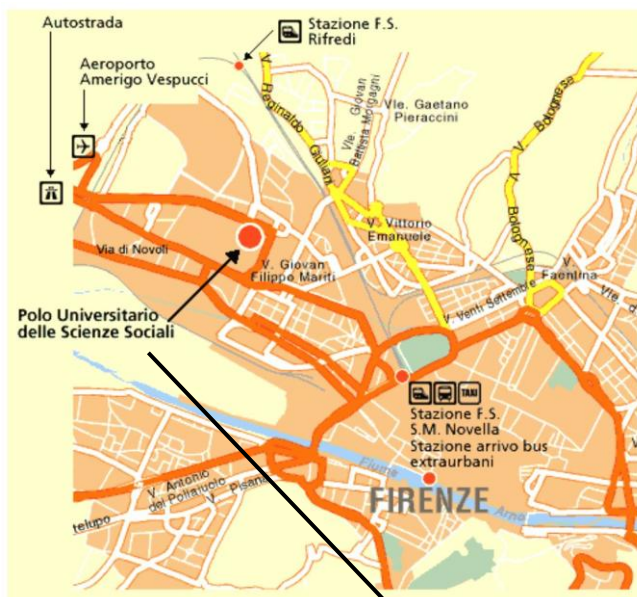 Autostrada
Stazione F.S.
Rifredi
Aeroporto
Amerigo Vespucci
V. Reginaldo Giuliani
Vle. Giovan
Battista Morgagni
Vle. Gaetano
Pieraccini
V. Bolognese
V. Bolognese
V. Vittorio
Emanuele
Via di Novoli
V. Giovan
Filippo Mariti
V.
Faentina
V. Venti Settembre
Polo Universitario
delle Scienze Sociali
TAXI
Stazione F.S.
S.M. Novella
Stazione arrivo bus
extraurbani
V. Antonio
del Pollaiuolo
V. Pisana
Fiume
Arno
FIRENZE
telupo